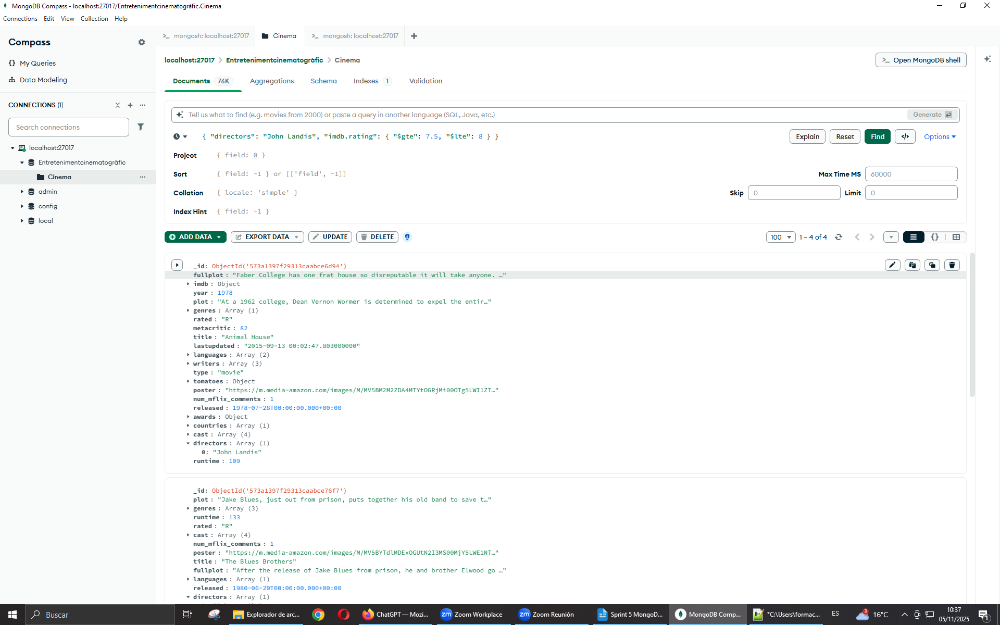 MongoDB Compass - localhost:27017/Entretenimentcinematogràfic.Cinema
Connections Edit View Collection Help
Compass
My Queries
Data Modeling
CONNECTIONS (1)
Search connections
localhost:27017
Entretenimentcinematogràfic
Cinema
admin
config
local
mongosh: localhost:27017
Cinema
mongosh: localhost:27017
localhost:27017 > Entretenimentcinematogràfic > Cinema
Open MongoDB shell
Documents 76K Aggregations Schema Indexes 1 Validation
Tell us what to find (e.g. movies from 2000) or paste a query in another language (SQL, Java, etc.)
Generate
{ "directors": "John Landis", "imdb.rating": { "$gte": 7.5, "$lte": 8 } }
Explain Reset Find </> Options
Project { field: 0 }
Sort { field: -1 } or [['field', -1]]
Max Time MS 60000
Collation { locale: 'simple' }
Skip 0 Limit 0
Index Hint { field: -1 }
ADD DATA EXPORT DATA UPDATE DELETE
100 1 – 4 of 4
_id: ObjectId('573a1397f29313caabce6d94')
fullplot : "Faber College has one frat house so disreputable it will take anyone. …"
imdb : Object
year : 1978
plot : "At a 1962 college, Dean Vernon Wormer is determined to expel the entir…"
genres : Array (1)
rated : "R"
metacritic : 82
title : "Animal House"
lastupdated : "2015-09-13 00:02:47.803000000"
languages : Array (2)
writers : Array (3)
type : "movie"
tomatoes : Object
poster : "https://m.media-amazon.com/images/M/MV5BM2M2ZDA4MTYtOGRjMi00OTg5LWI1ZT…"
num_mflix_comments : 1
released : 1978-07-28T00:00:00.000+00:00
awards : Object
countries : Array (1)
cast : Array (4)
directors : Array (1)
0: "John Landis"
runtime : 109
_id: ObjectId('573a1397f29313caabce76f7')
plot : "Jake Blues, just out from prison, puts together his old band to save t…"
genres : Array (3)
runtime : 133
rated : "R"
cast : Array (4)
num_mflix_comments : 1
poster : "https://m.media-amazon.com/images/M/MV5BYTdlMDExOGUtN2I3MS00MjY5LWE1NT…"
title : "The Blues Brothers"
fullplot : "After the release of Jake Blues from prison, he and brother Elwood go …"
languages : Array (1)
released : 1980-06-20T00:00:00.000+00:00
directors : Array (1)
Buscar
Explorador de arc...
ChatGPT — Mozi...
Zoom Workplace
Zoom Reunión
Sprint 5 MongoD...
MongoDB Comp...
*C:\Users\formac...
ES
3
16°C
10:37
05/11/2025
1